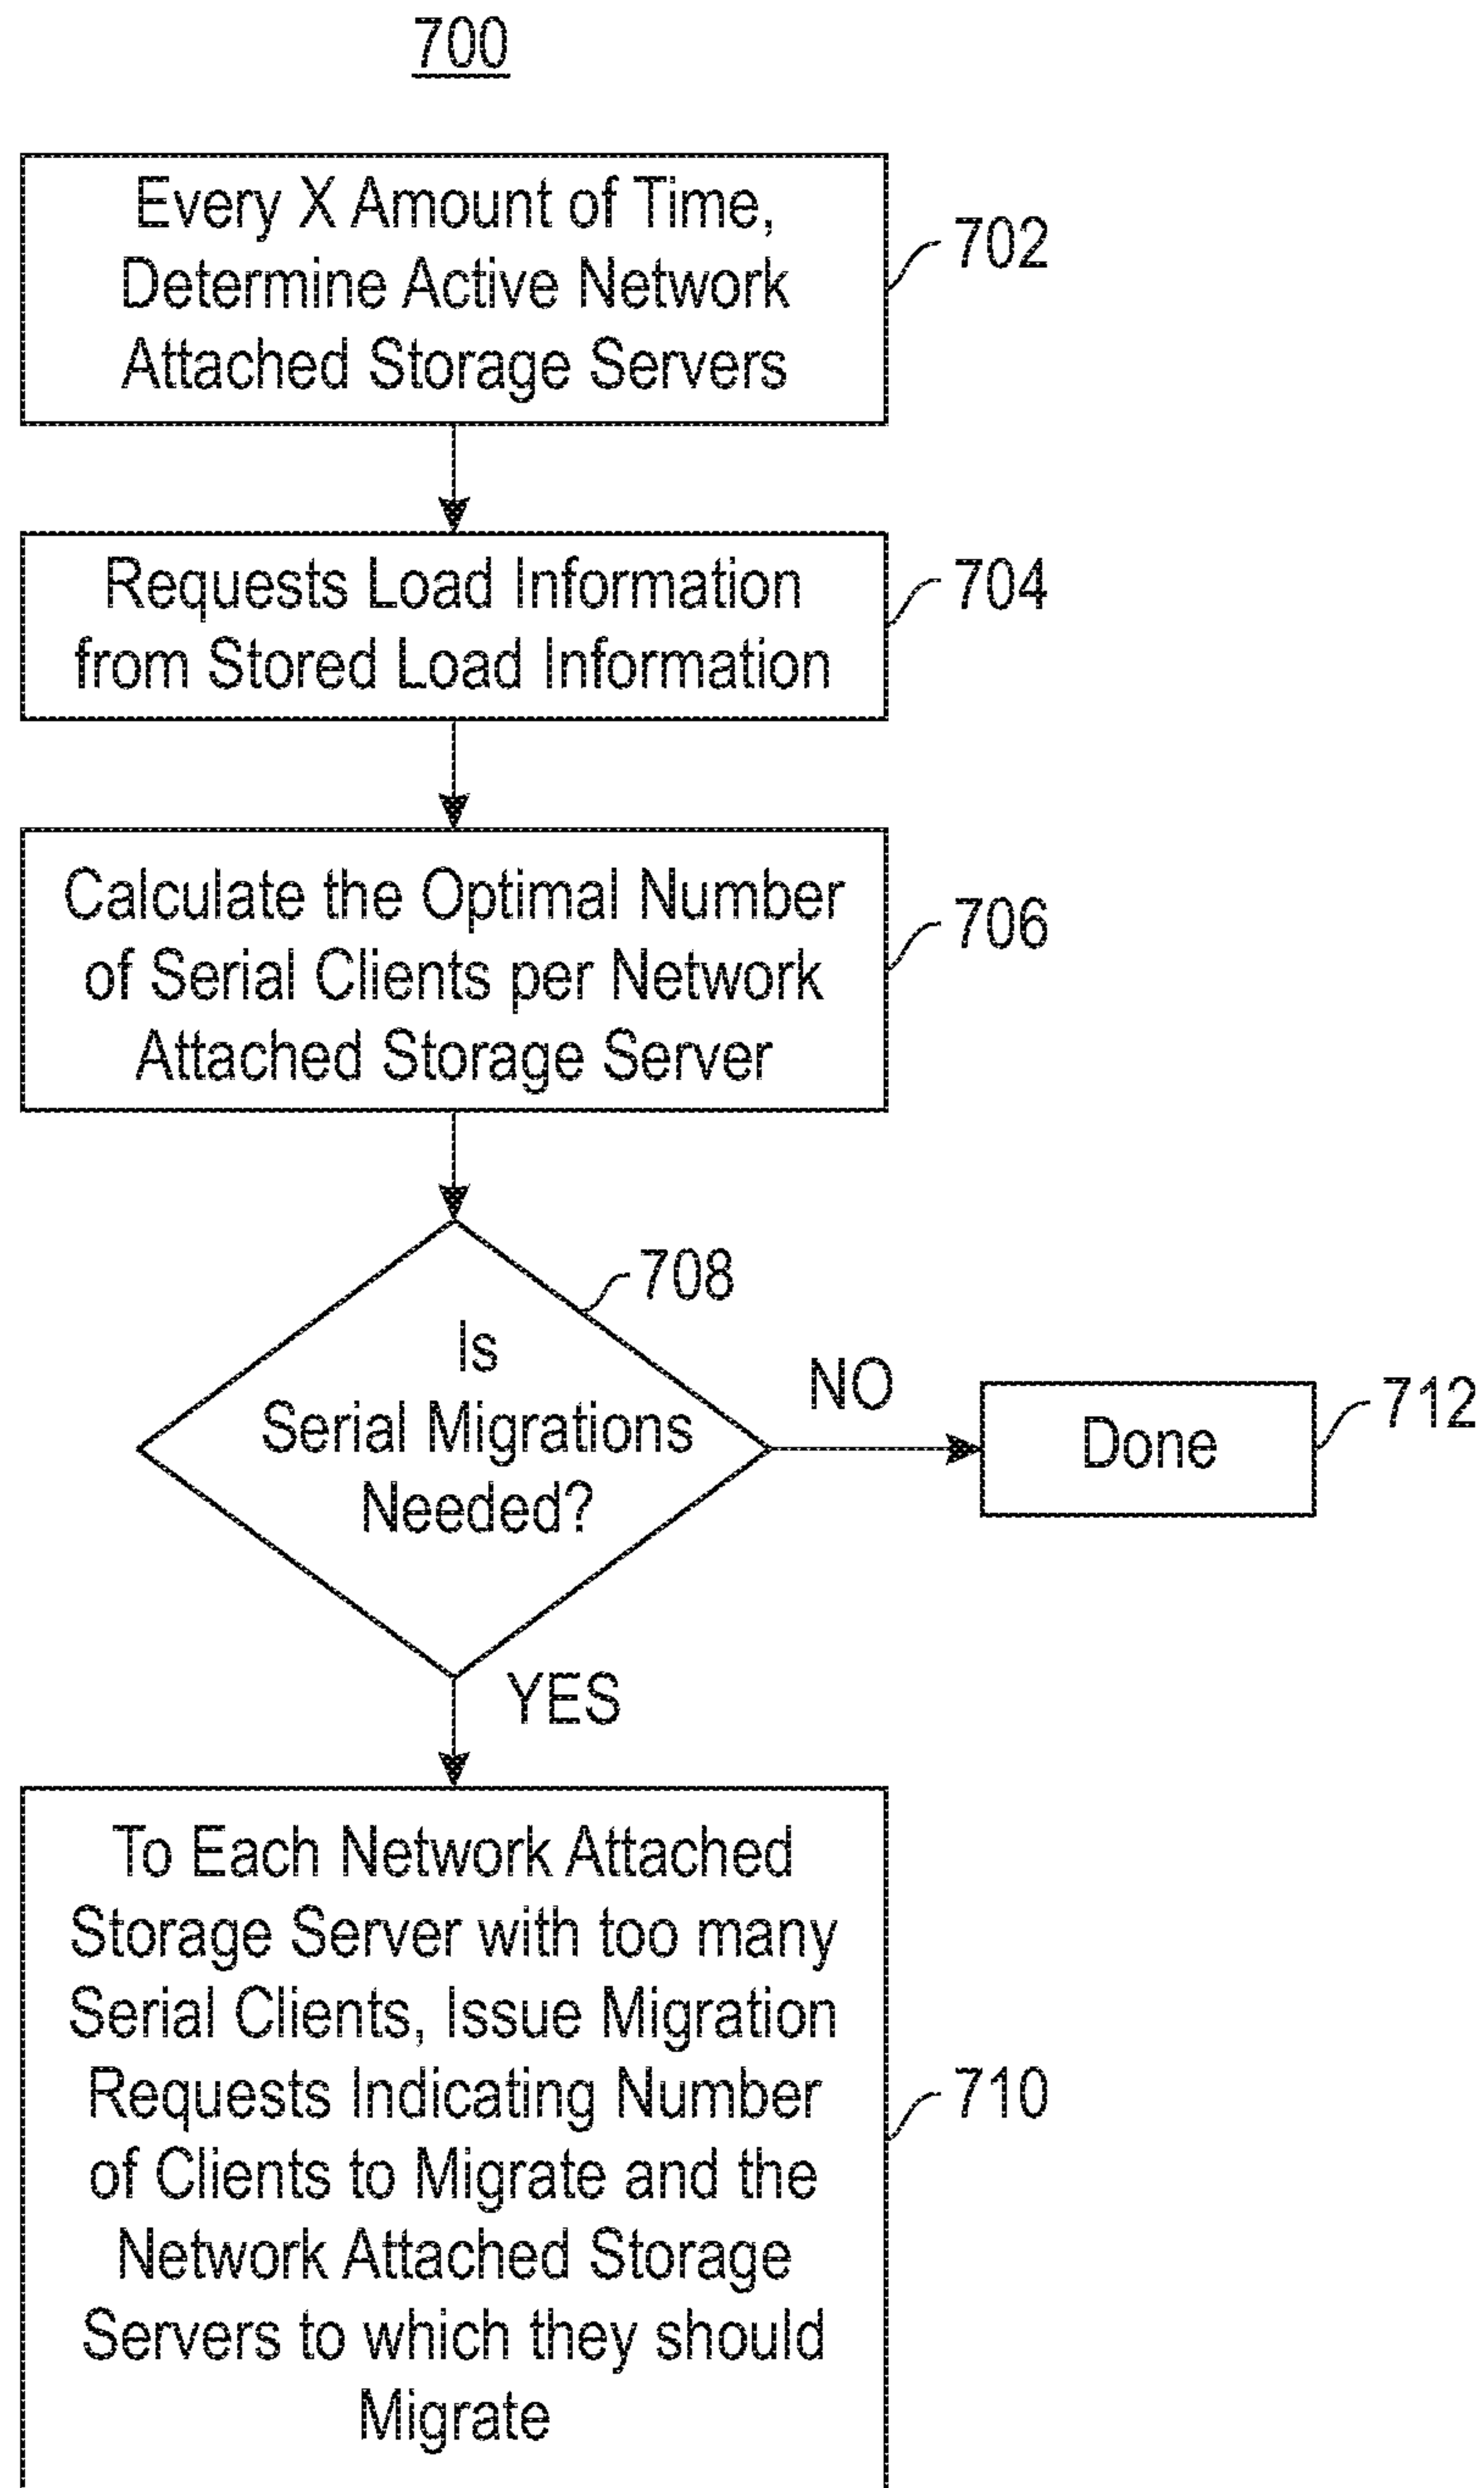 700
Every X Amount of Time,
Determine Active Network
Attached Storage Servers
702
Requests Load Information
from Stored Load Information
704
Calculate the Optimal Number
of Serial Clients per Network
Attached Storage Server
706
708
Is
Serial Migrations
Needed?
NO
Done
712
YES
To Each Network Attached
Storage Server with too many
Serial Clients, Issue Migration
Requests Indicating Number
of Clients to Migrate and the
Network Attached Storage
Servers to which they should
Migrate
710